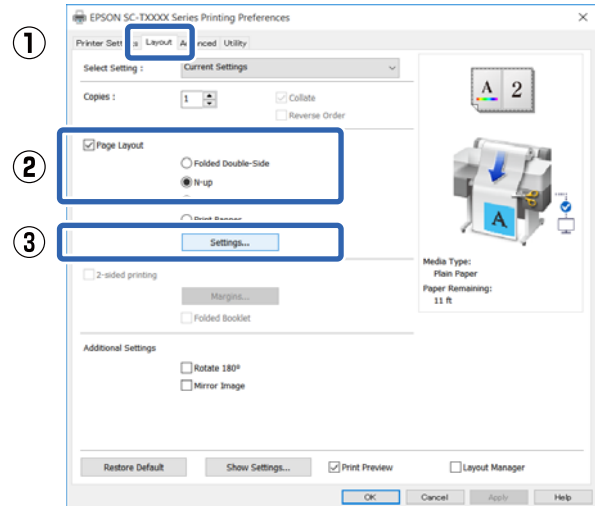 EPSON SC-TXXXX Series Printing Preferences
①
Layout Utility
Select Setting : Current Settings
Copies : 1 Collate
Reverse Order
A 2
②
Page Layout
Folded Double-Side
N-up
③
Settings...
A
Media Type:
Plain Paper
Paper Remaining:
11 ft
2-sided printing
Margins...
Folded Booklet
Additional Settings
Rotate 180°
Mirror Image
Restore Default Show Settings... Print Preview Layout Manager
OK Cancel Apply Help